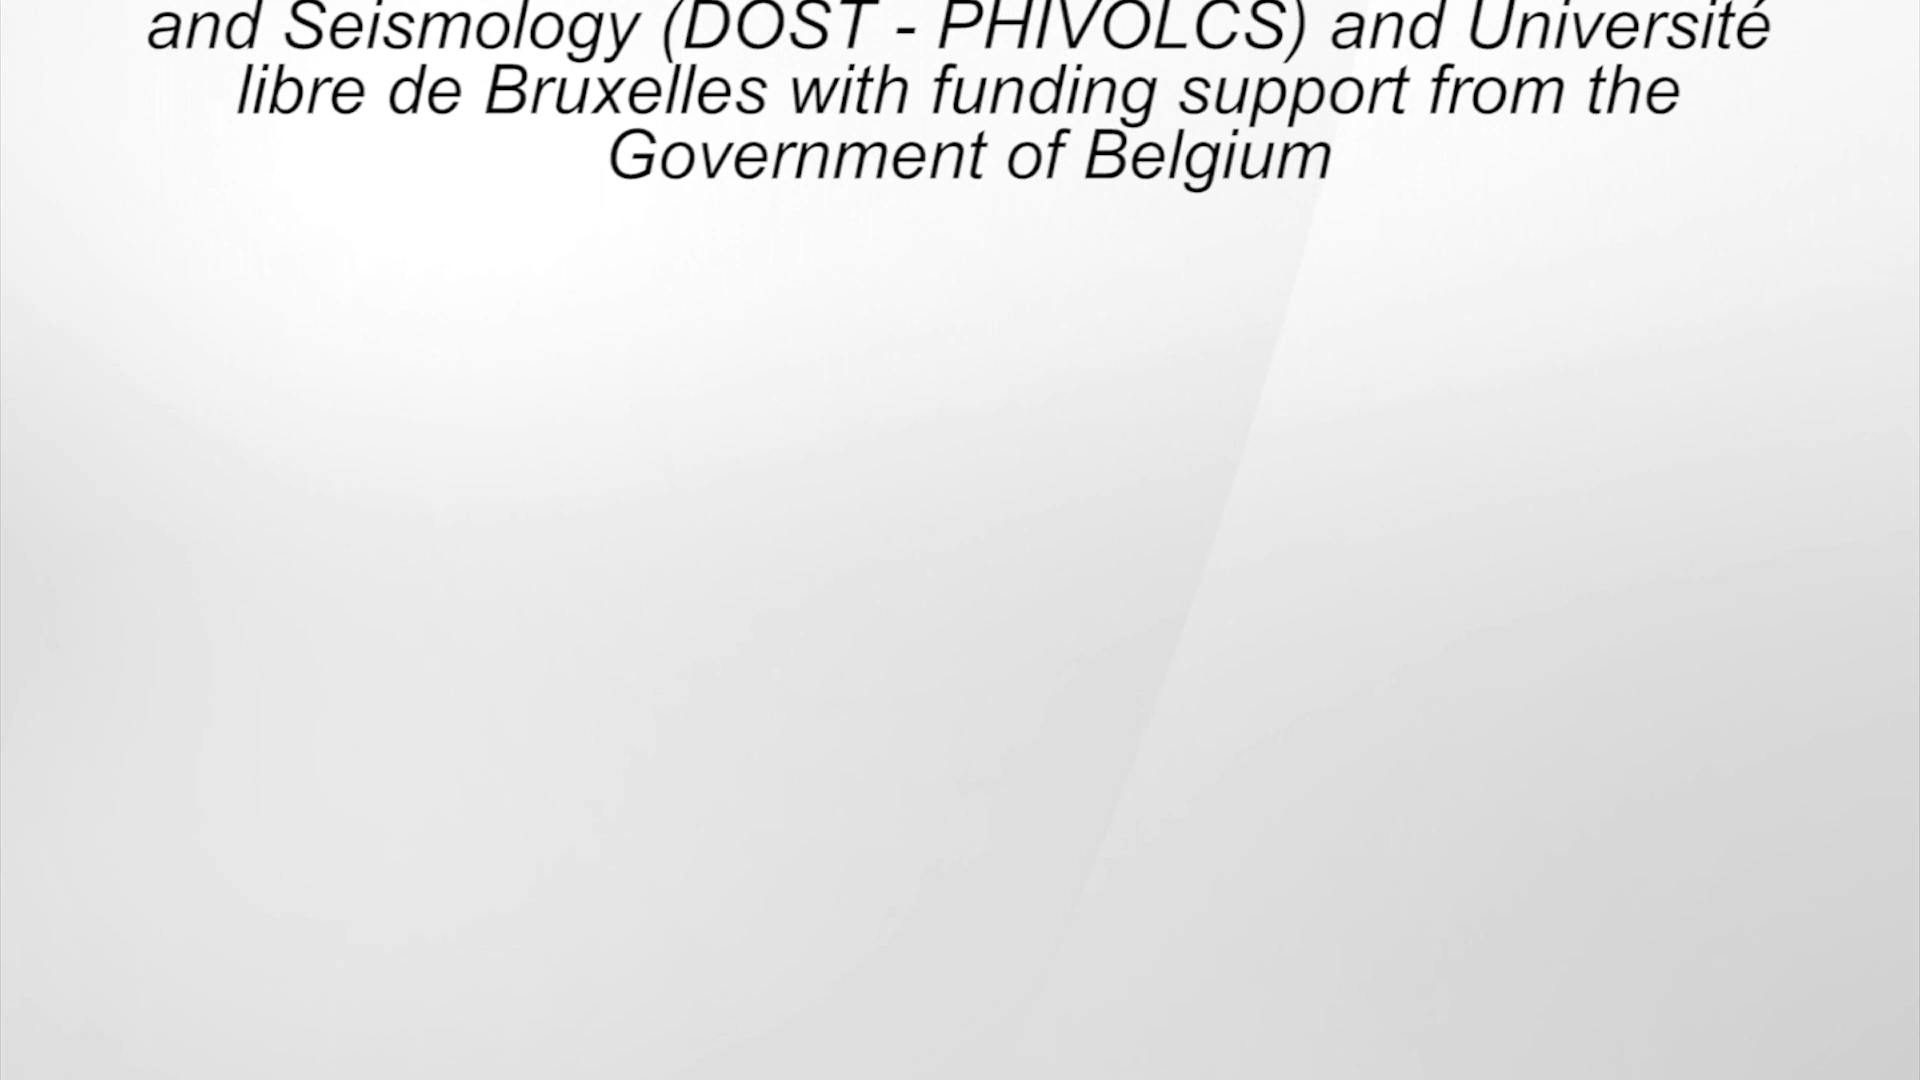 and Seismology (DOST - PHIVOLCS) and Université
libre de Bruxelles with funding support from the
Government of Belgium